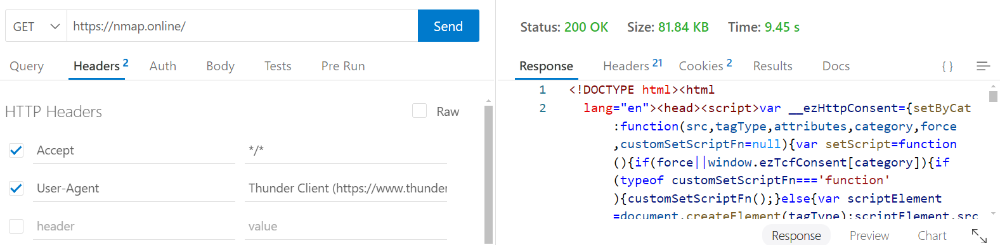 GET https://nmap.online/ Send
Query Headers 2 Auth Body Tests Pre Run
HTTP Headers Raw
Accept */*
User-Agent Thunder Client (https://www.thunder
header value
Status: 200 OK Size: 81.84 KB Time: 9.45 s
Response Headers 21 Cookies 2 Results Docs { }
1 <!DOCTYPE html><html
2 lang="en"><head><script>var __ezHttpConsent={setByCat
:function(src,tagType,attributes,category,force
,customSetScriptFn=null){var setScript=function
(){if(force||window.ezTcfConsent[category]){if
(typeof customSetScriptFn==='function'
){customSetScriptFn();}else{var scriptElement
=document.createElement(tagType);scriptElement.src
Response Preview Chart